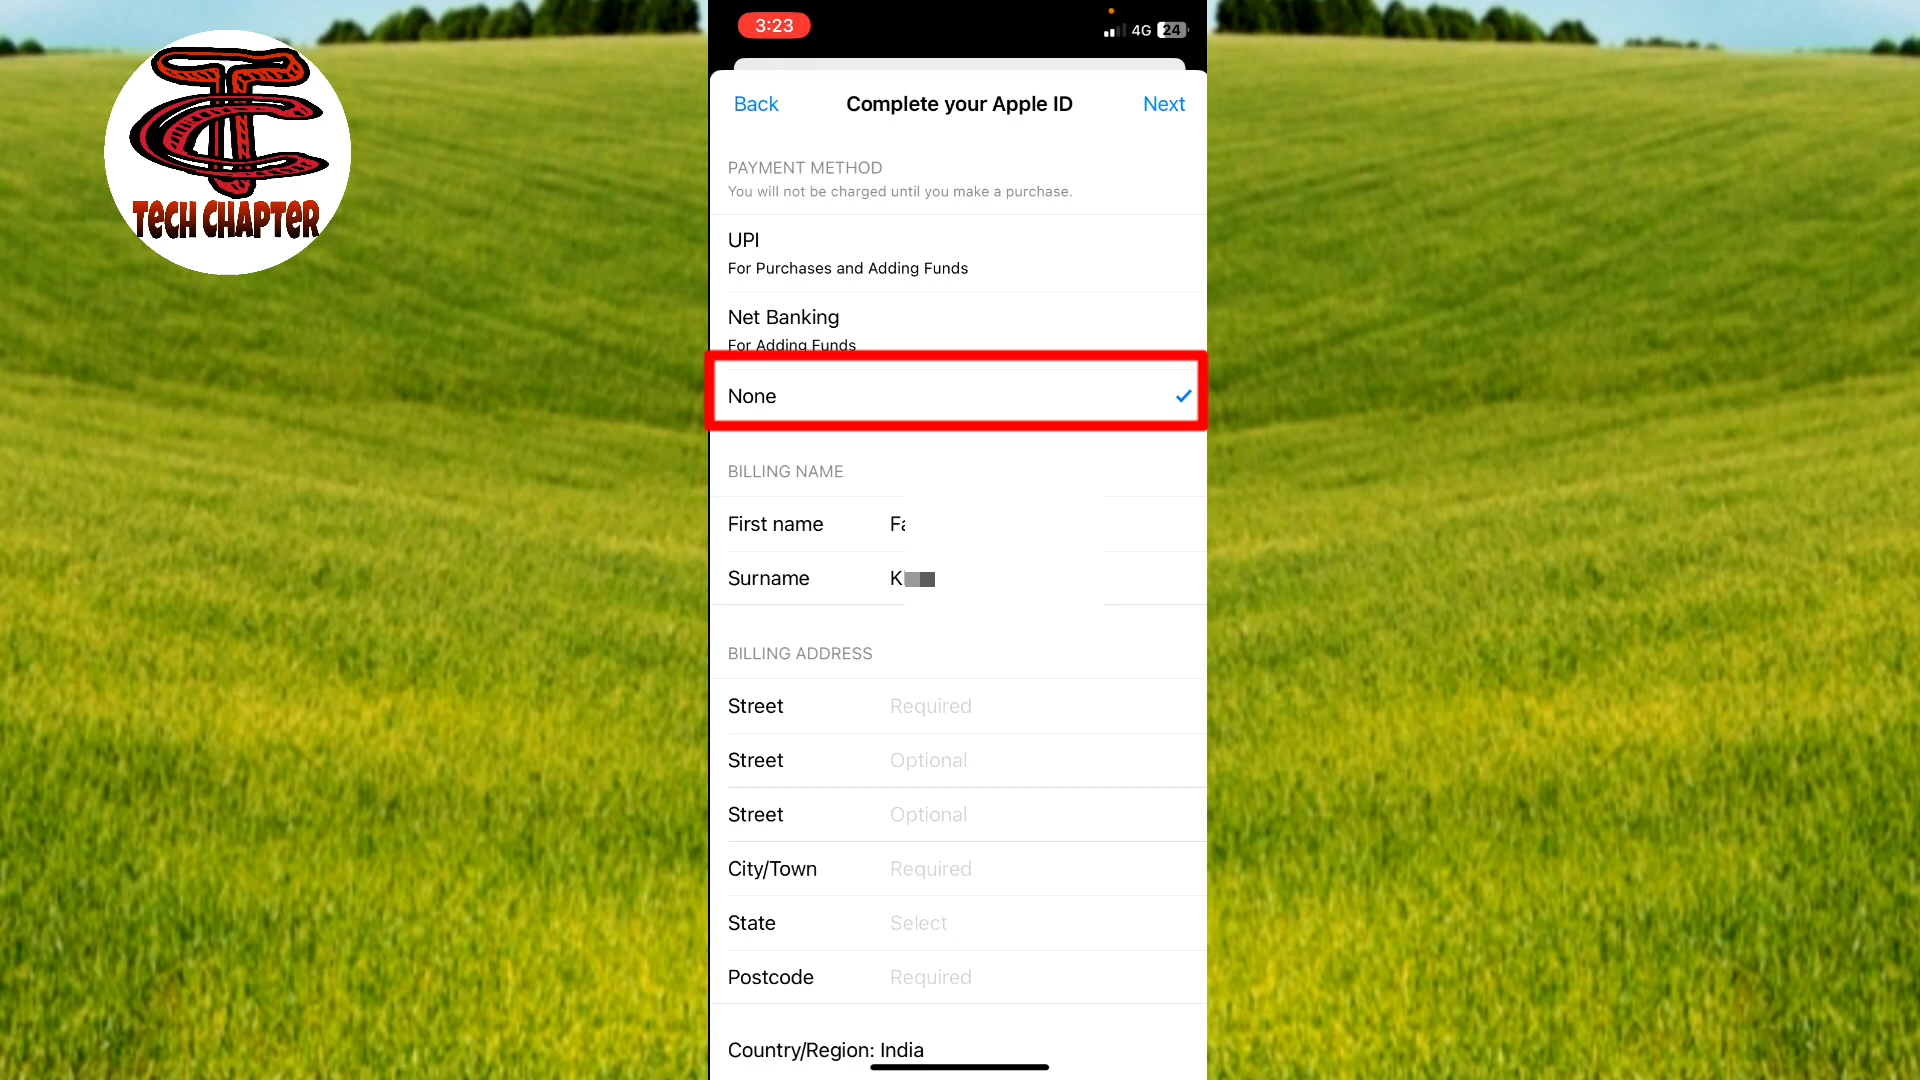 TECH CHAPTER
3:23
4G 24
Back Complete your Apple ID Next
PAYMENT METHOD
You will not be charged until you make a purchase.
UPI
For Purchases and Adding Funds
Net Banking
For Adding Funds
None
BILLING NAME
First name Fa
Surname K
BILLING ADDRESS
Street Required
Street Optional
Street Optional
City/Town Required
State Select
Postcode Required
Country/Region: India